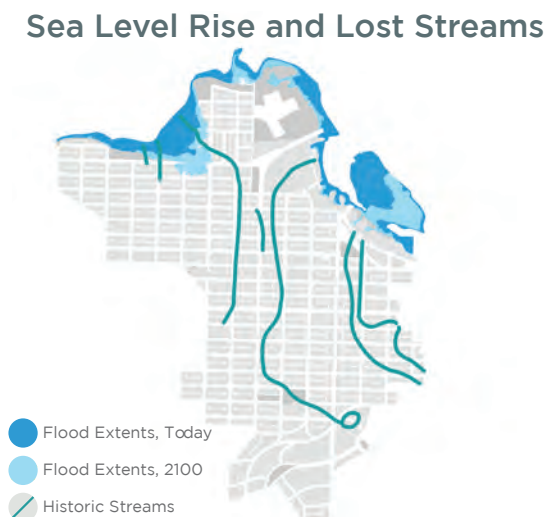 Sea Level Rise and Lost Streams
Flood Extents, Today
Flood Extents, 2100
Historic Streams